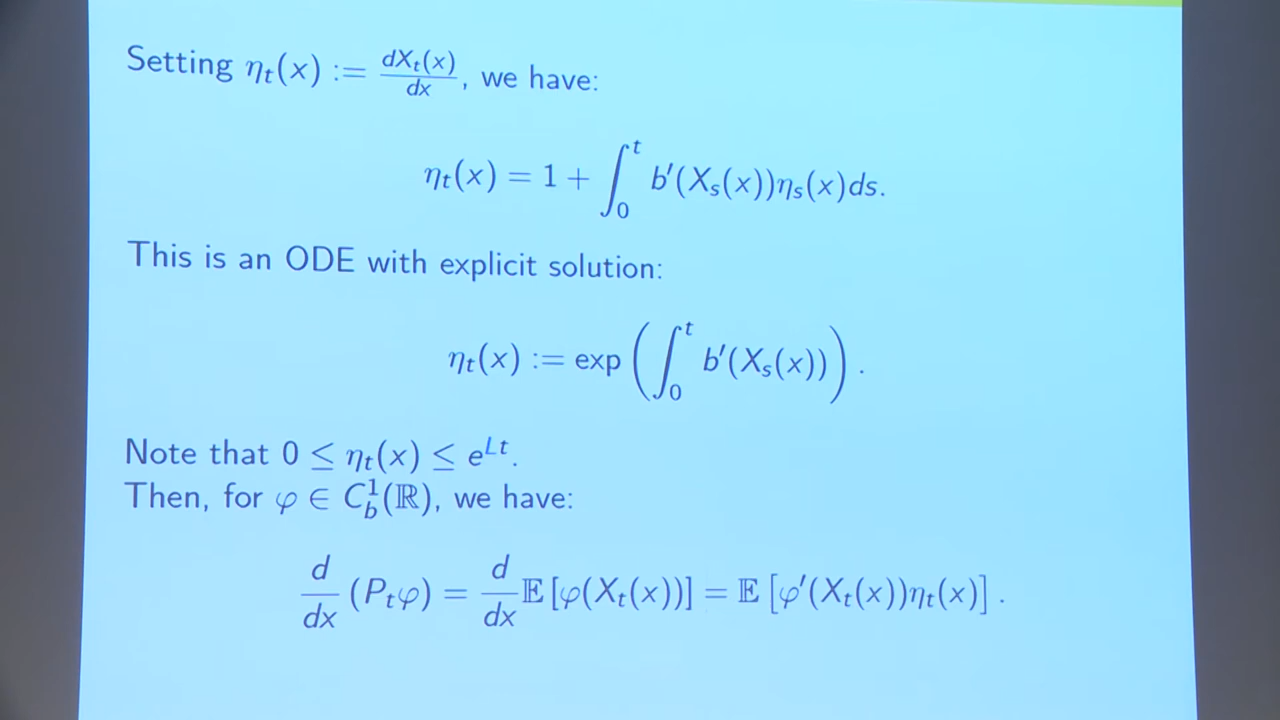 Setting ηₜ(x) := dXₜ(x)/dx, we have:
ηₜ(x) = 1 + ∫₀ᵗ b′(Xₛ(x))ηₛ(x)ds.
This is an ODE with explicit solution:
ηₜ(x) := exp(∫₀ᵗ b′(Xₛ(x))).
Note that 0 ≤ ηₜ(x) ≤ eᴸᵗ.
Then, for φ ∈ C_b^1(ℝ), we have:
d/dx (Pₜφ) = d/dx 𝔼[φ(Xₜ(x))] = 𝔼[φ′(Xₜ(x))ηₜ(x)].